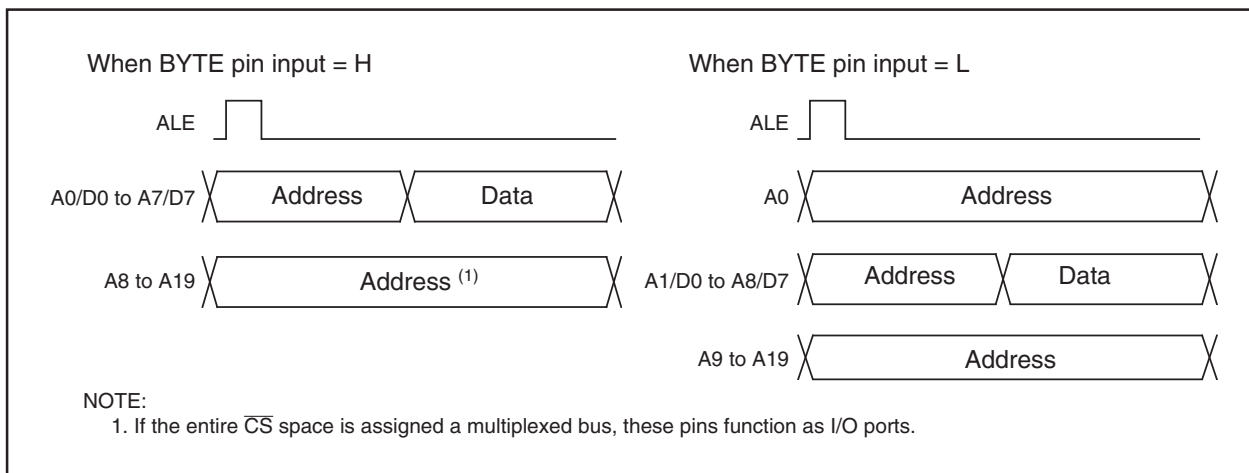 When BYTE pin input = H
ALE
A0/D0 to A7/D7 Address Data
A8 to A19 Address (1)
When BYTE pin input = L
ALE
A0 Address
A1/D0 to A8/D7 Address Data
A9 to A19 Address
NOTE:
1. If the entire C̅S̅ space is assigned a multiplexed bus, these pins function as I/O ports.